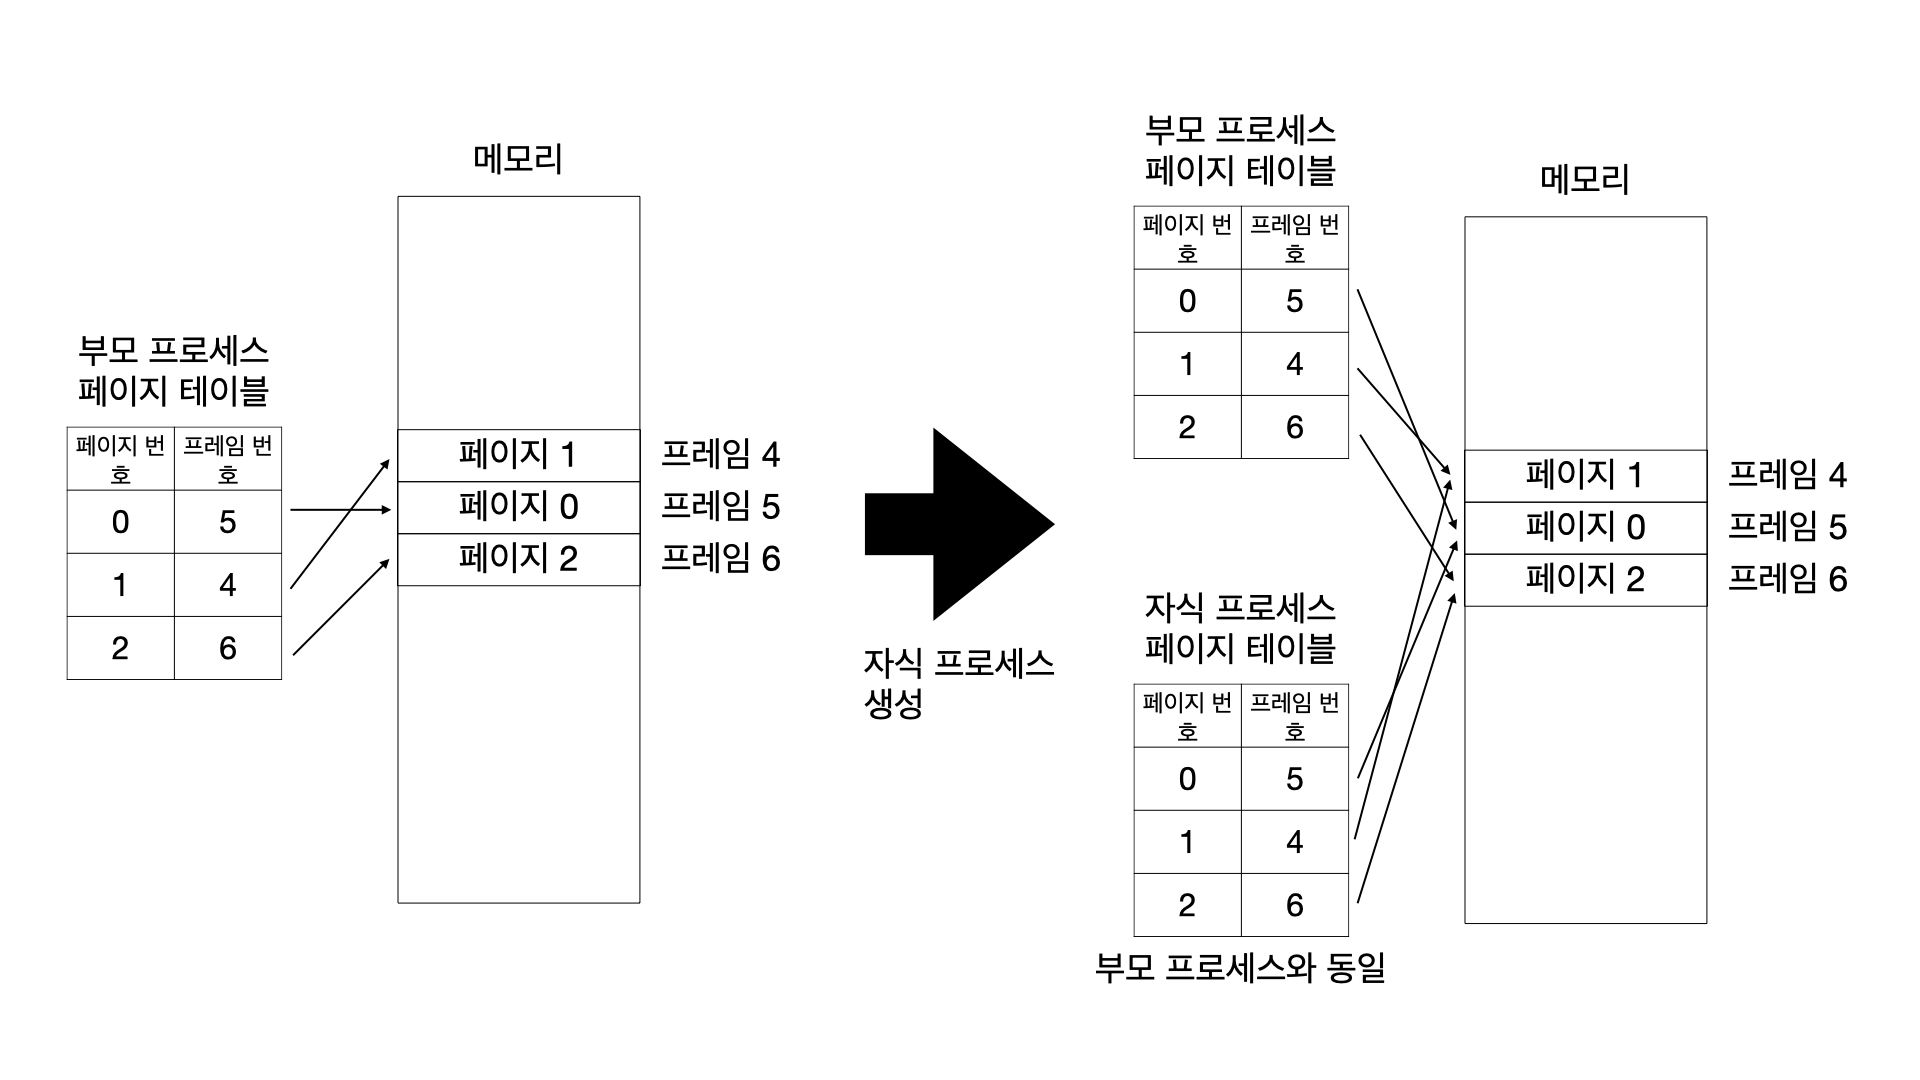 메모리
부모 프로세스
페이지 테이블
페이지 번
호
프레임 번
호
0 5
1 4
2 6
페이지 1 프레임 4
페이지 0 프레임 5
페이지 2 프레임 6
자식 프로세스
생성
부모 프로세스
페이지 테이블
페이지 번
호
프레임 번
호
0 5
1 4
2 6
자식 프로세스
페이지 테이블
페이지 번
호
프레임 번
호
0 5
1 4
2 6
부모 프로세스와 동일
메모리
페이지 1 프레임 4
페이지 0 프레임 5
페이지 2 프레임 6